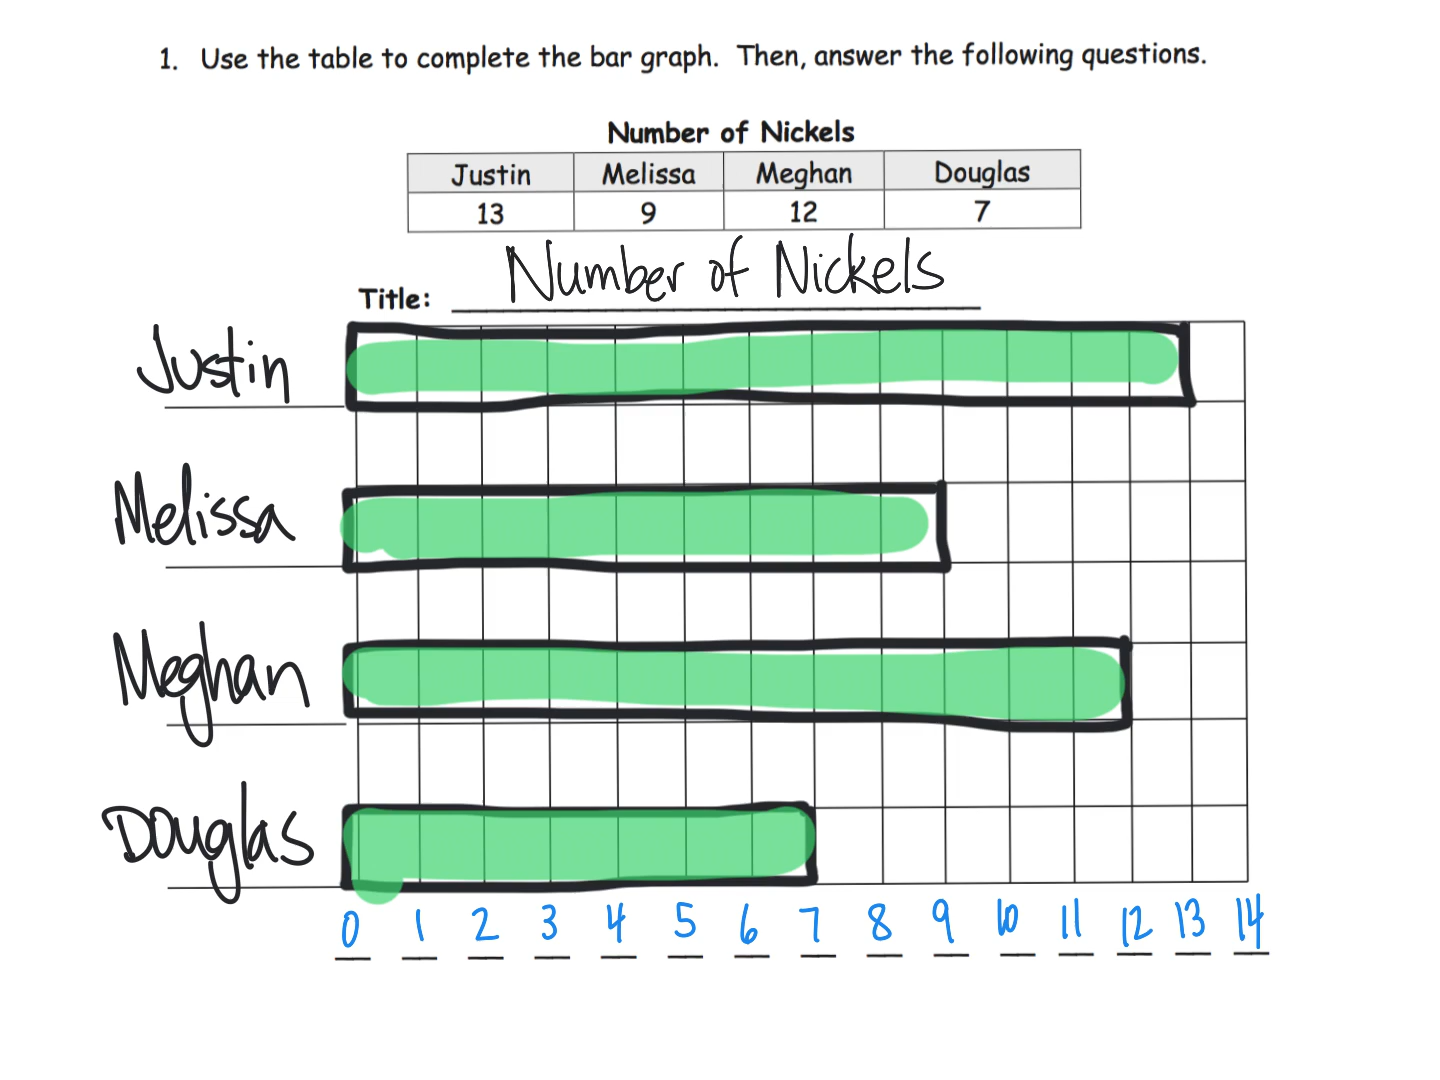 1. Use the table to complete the bar graph. Then, answer the following questions.
Number of Nickels
Justin Melissa Meghan Douglas
13 9 12 7
Title: Number of Nickels
Justin
Melissa
Meghan
Douglas
0 1 2 3 4 5 6 7 8 9 10 11 12 13 14